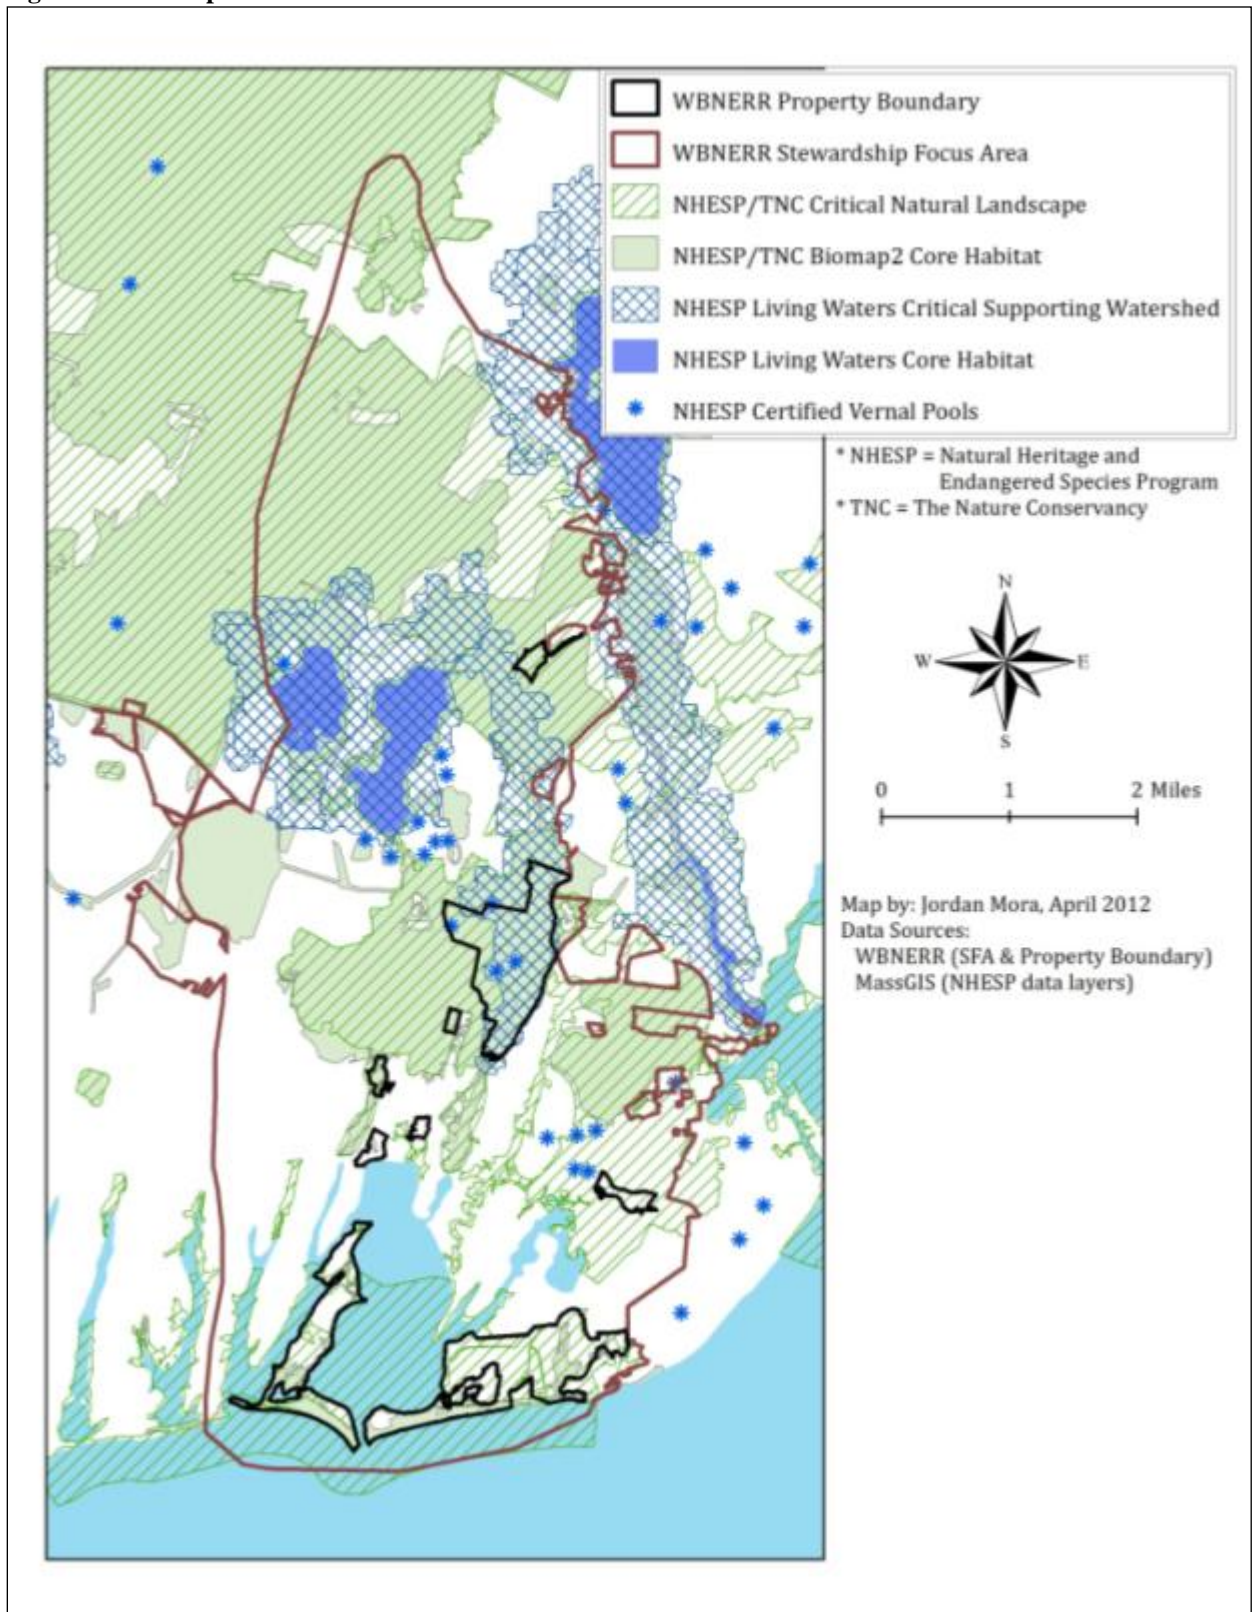 WBNERR Property Boundary
WBNERR Stewardship Focus Area
NHESP/TNC Critical Natural Landscape
NHESP/TNC Biomap2 Core Habitat
NHESP Living Waters Critical Supporting Watershed
NHESP Living Waters Core Habitat
NHESP Certified Vernal Pools
* NHESP = Natural Heritage and
Endangered Species Program
* TNC = The Nature Conservancy
N
W E
S
0 1 2 Miles
Map by: Jordan Mora, April 2012
Data Sources:
WBNERR (SFA & Property Boundary)
MassGIS (NHESP data layers)